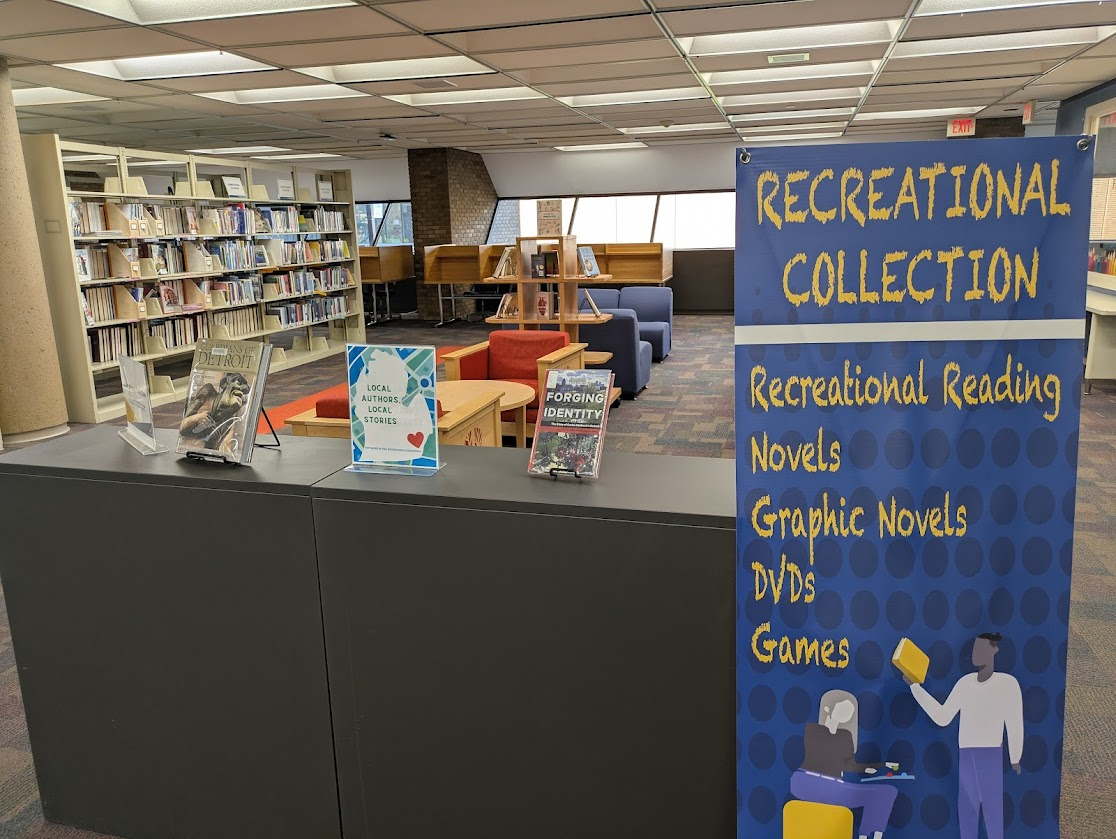 EXIT
RECREATIONAL
COLLECTION
Recreational Reading
Novels
Graphic Novels
DVDs
Games
DETROIT
LOCAL
AUTHORS,
LOCAL
STORIES
FORGING
IDENTITY